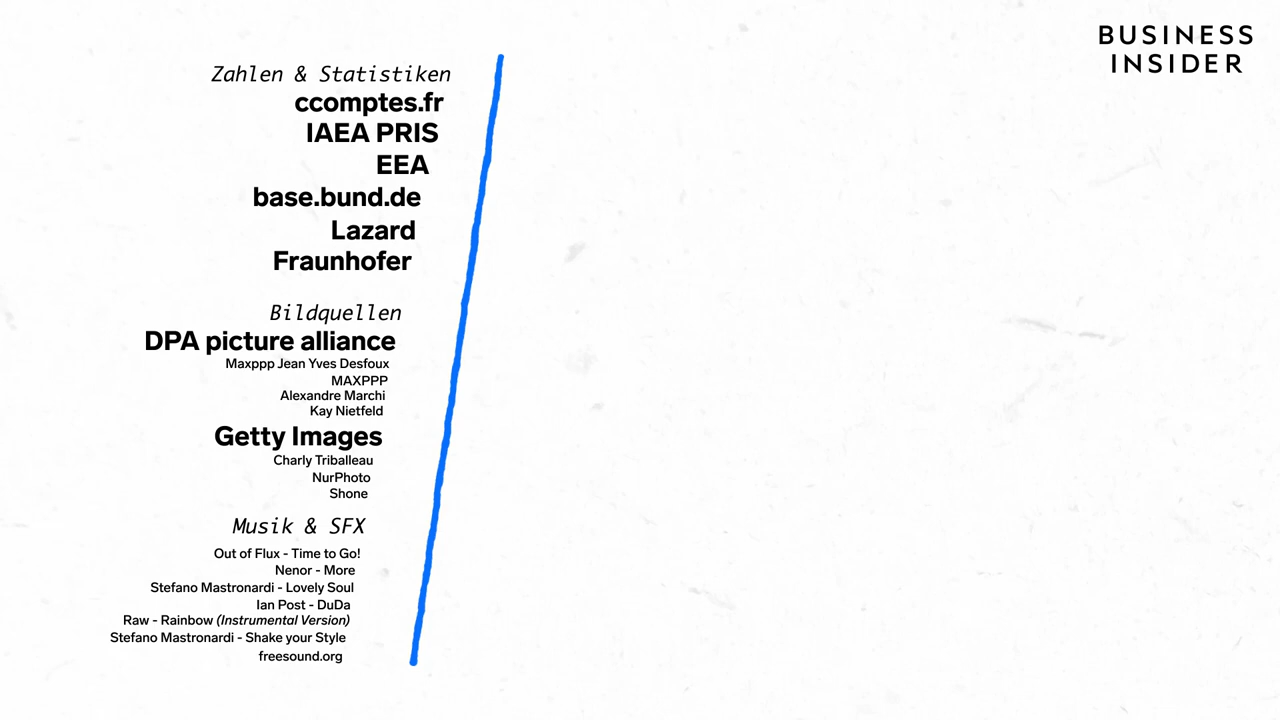 BUSINESS
INSIDER
Zahlen & Statistiken
ccomptes.fr
IAEA PRIS
EEA
base.bund.de
Lazard
Fraunhofer
Bildquellen
DPA picture alliance
Maxppp Jean Yves Desfoux
MAXPPP
Alexandre Marchi
Kay Nietfeld
Getty Images
Charly Triballeau
NurPhoto
Shone
Musik & SFX
Out of Flux - Time to Go!
Nenor - More
Stefano Mastronardi - Lovely Soul
Ian Post - DuDa
Raw - Rainbow (Instrumental Version)
Stefano Mastronardi - Shake your Style
freesound.org